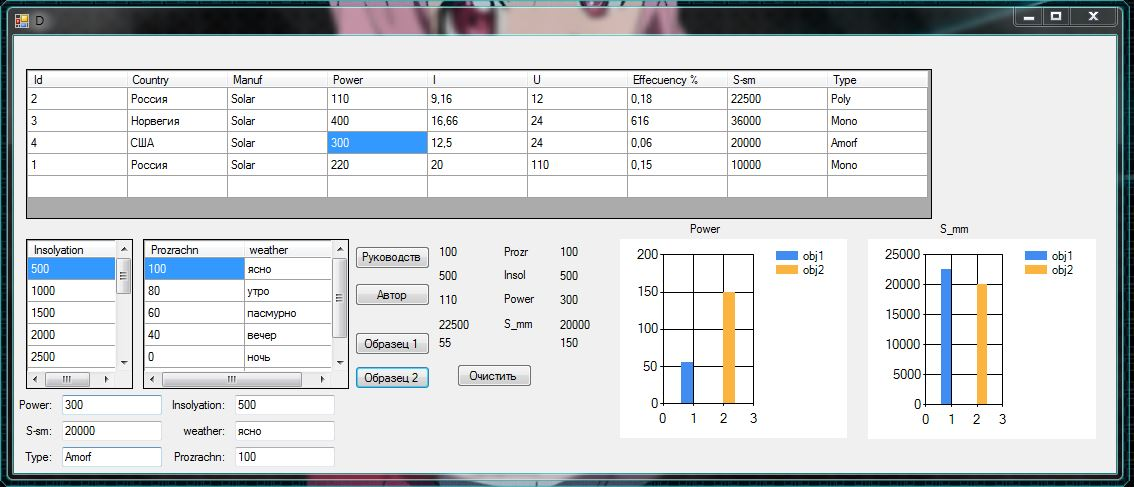 D
Id Country Manuf Power I U Effecuency % S-sm Type
2 Россия Solar 110 9,16 12 0,18 22500 Poly
3 Норвегия Solar 400 16,66 24 616 36000 Mono
4 США Solar 300 12,5 24 0,06 20000 Amorf
1 Россия Solar 220 20 110 0,15 10000 Mono
Insolyation
500
1000
1500
2000
2500
Prozrachn weather
100 ясно
80 утро
60 пасмурно
40 вечер
0 ночь
Руководств
Автор
Образец 1
Образец 2
100 Prozr 100
500 Insol 500
110 Power 300
22500 S_mm 20000
55 150
Очистить
Power: 300 Insolyation: 500
S-sm: 20000 weather: ясно
Type: Amorf Prozrachn: 100
Power
200
150
100
50
0
0 1 2 3
obj1
obj2
S_mm
25000
20000
15000
10000
5000
0
0 1 2 3
obj1
obj2